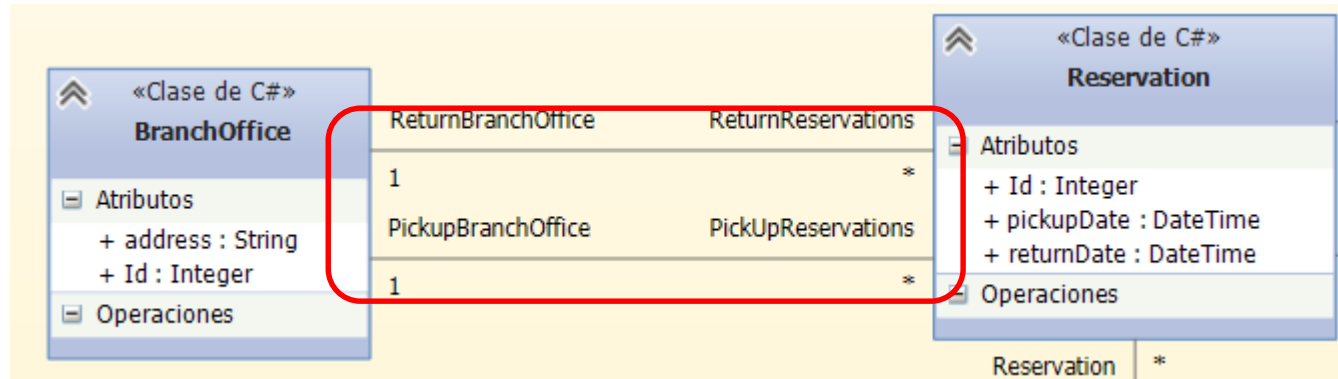 «Clase de C#»
BranchOffice
Atributos
+ address : String
+ Id : Integer
Operaciones
ReturnBranchOffice ReturnReservations
1 *
PickupBranchOffice PickUpReservations
1 *
«Clase de C#»
Reservation
Atributos
+ Id : Integer
+ pickupDate : DateTime
+ returnDate : DateTime
Operaciones
Reservation *